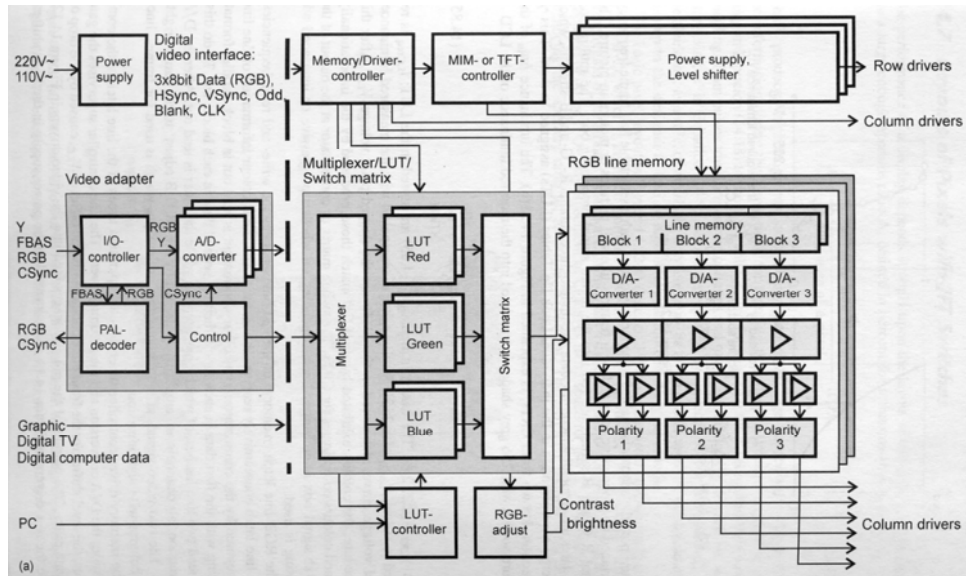 220V~
110V~
Power
supply
Digital
video interface:
3x8bit Data (RGB),
HSync, VSync, Odd,
Blank, CLK
Memory/Driver-
controller
MIM- or TFT-
controller
Power supply,
Level shifter
Row drivers
Column drivers
Multiplexer/LUT/
Switch matrix
RGB line memory
Video adapter
Y
FBAS
RGB
CSync
I/O-
controller
RGB
Y
A/D-
converter
FBAS
RGB
CSync
RGB
CSync
PAL-
decoder
Control
Multiplexer
LUT
Red
LUT
Green
LUT
Blue
Switch matrix
Line memory
Block 1
Block 2
Block 3
D/A-
Converter 1
D/A-
Converter 2
D/A-
Converter 3
Polarity
1
Polarity
2
Polarity
3
Graphic
Digital TV
Digital computer data
PC
LUT-
controller
RGB-
adjust
Contrast
brightness
Column drivers
(a)